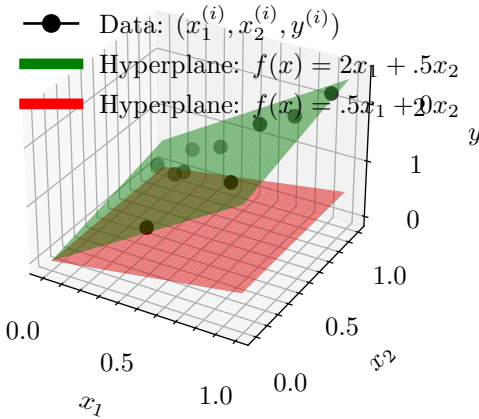 Data: (x_1^{(i)}, x_2^{(i)}, y^{(i)})
Hyperplane: f(x) = 2x_1 + .5x_2
Hyperplane: f(x) = .5x_1 + 0x_2
2
y
1
0
1.0
0.5
0.0
x_2
0.0
0.5
1.0
x_1